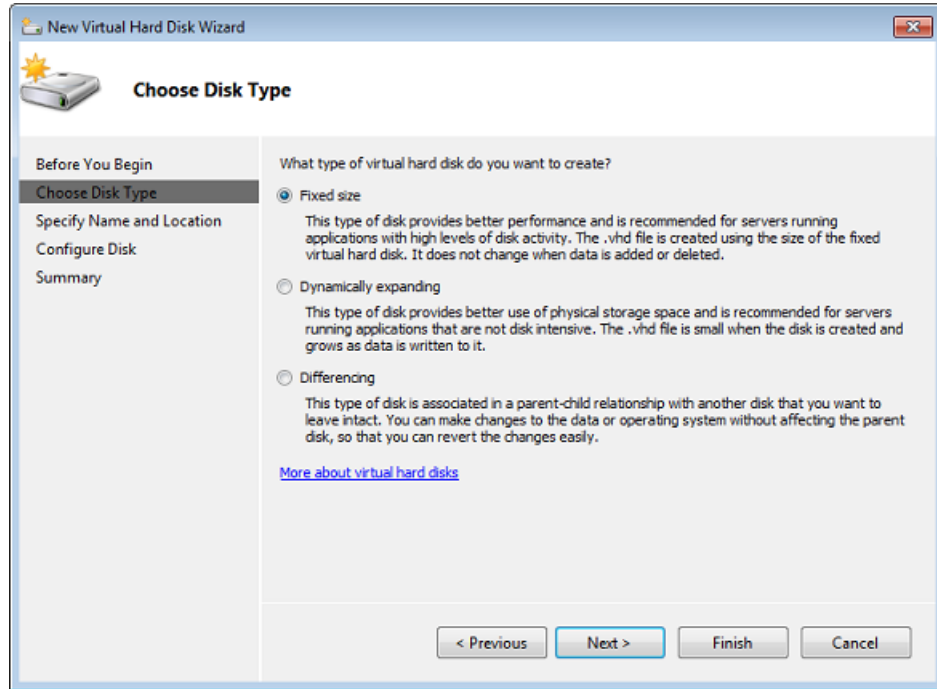 New Virtual Hard Disk Wizard
Choose Disk Type
Before You Begin
Choose Disk Type
Specify Name and Location
Configure Disk
Summary
What type of virtual hard disk do you want to create?
Fixed size
This type of disk provides better performance and is recommended for servers running
applications with high levels of disk activity. The .vhd file is created using the size of the fixed
virtual hard disk. It does not change when data is added or deleted.
Dynamically expanding
This type of disk provides better use of physical storage space and is recommended for servers
running applications that are not disk intensive. The .vhd file is small when the disk is created and
grows as data is written to it.
Differencing
This type of disk is associated in a parent-child relationship with another disk that you want to
leave intact. You can make changes to the data or operating system without affecting the parent
disk, so that you can revert the changes easily.
More about virtual hard disks
< Previous
Next >
Finish
Cancel